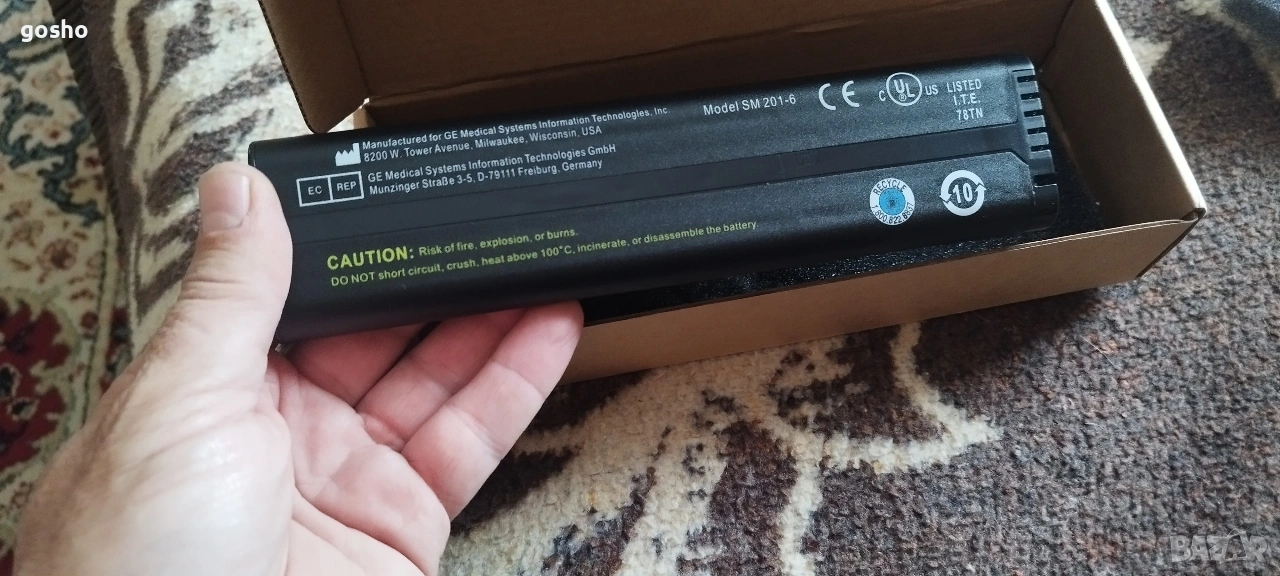 gosho
Manufactured for GE Medical Systems Information Technologies, Inc.
8200 W. Tower Avenue, Milwaukee, Wisconsin, USA
EC REP
GE Medical Systems Information Technologies GmbH
Munzinger Straße 3-5, D-79111 Freiburg, Germany
Model SM 201-6
CE
c UL ® US
LISTED
I.T.E.
78TN
CAUTION: Risk of fire, explosion, or burns.
DO NOT short circuit, crush, heat above 100°C, incinerate, or disassemble the battery.
RECYCLE
10
BAZAR